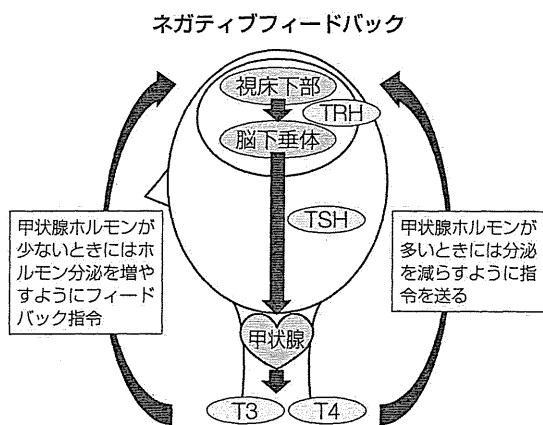 ネガティブフィードバック
視床下部
TRH
脳下垂体
TSH
甲状腺ホルモンが
少ないときにはホ
ルモン分泌を増や
すようにフィード
バック指令
甲状腺ホルモンが
多いときには分泌
を減らすように指
令を送る
甲状腺
T3
T4